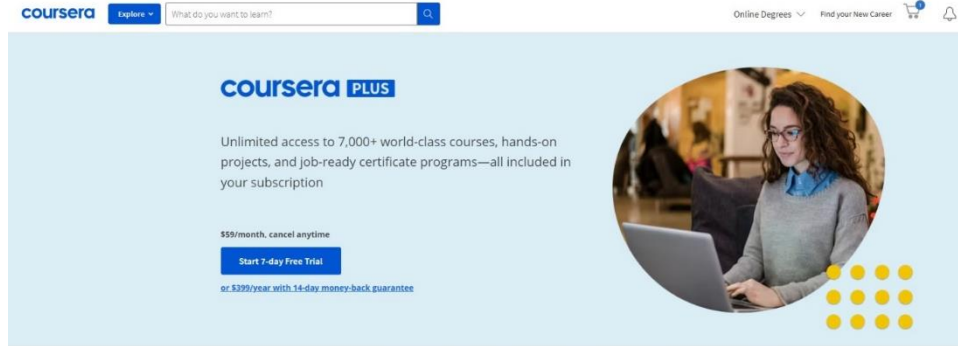 coursera Explore What do you want to learn? Online Degrees Find your New Career 1
coursera PLUS
Unlimited access to 7,000+ world-class courses, hands-on
projects, and job-ready certificate programs—all included in
your subscription
$59/month, cancel anytime
Start 7-day Free Trial
or $399/year with 14-day money-back guarantee